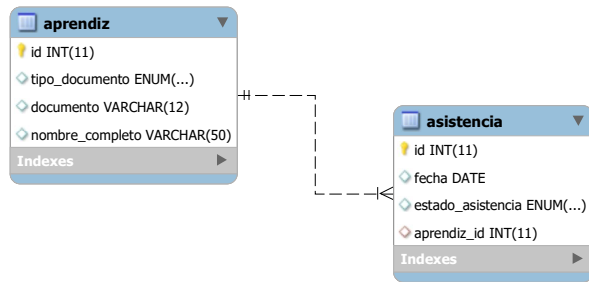 aprendiz
id INT(11)
tipo_documento ENUM(...)
documento VARCHAR(12)
nombre_completo VARCHAR(50)
Indexes
asistencia
id INT(11)
fecha DATE
estado_asistencia ENUM(...)
aprendiz_id INT(11)
Indexes